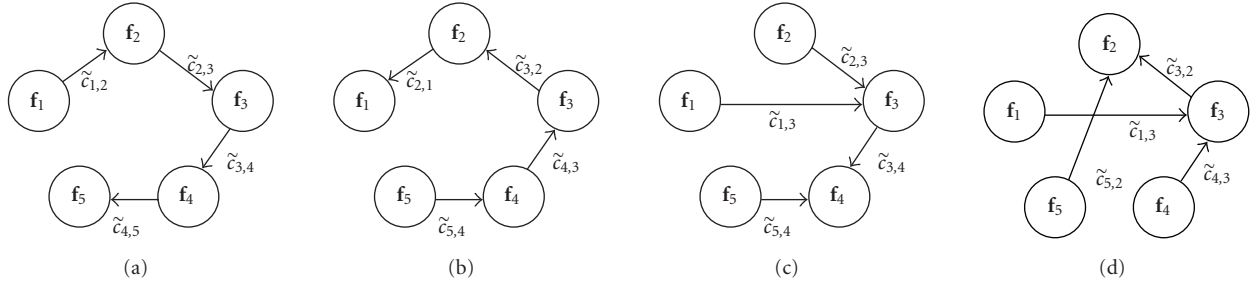 f1
f2
f3
f4
f5
c̃1,2
c̃2,3
c̃3,4
c̃4,5
(a)
f1
f2
f3
f4
f5
c̃2,1
c̃3,2
c̃4,3
c̃5,4
(b)
f1
f2
f3
f4
f5
c̃2,3
c̃1,3
c̃3,4
c̃5,4
(c)
f1
f2
f3
f4
f5
c̃3,2
c̃1,3
c̃5,2
c̃4,3
(d)